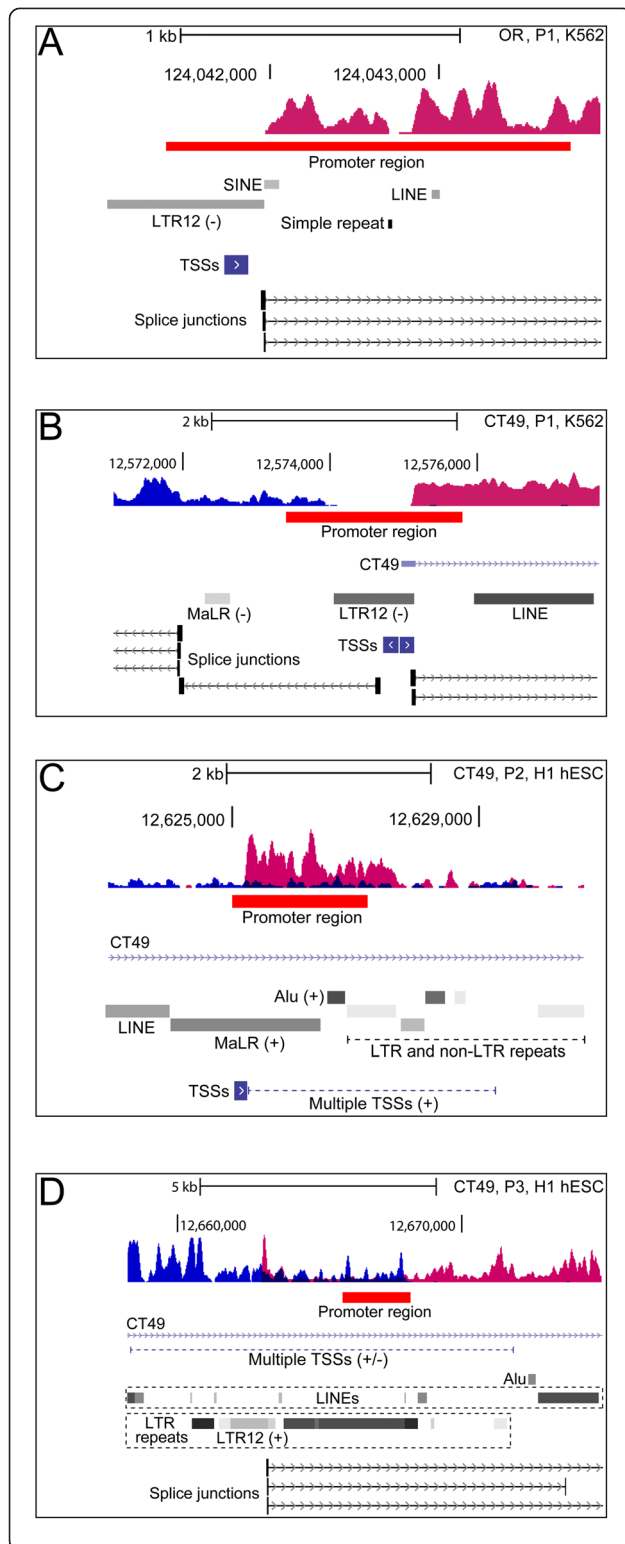 A
1 kb
OR, P1, K562
124,042,000
124,043,000
Promoter region
SINE
LINE
LTR12 (-)
Simple repeat
TSSs
Splice junctions
B
2 kb
CT49, P1, K562
12,572,000
12,574,000
12,576,000
Promoter region
CT49
MaLR (-)
LTR12 (-)
LINE
TSSs
Splice junctions
C
2 kb
CT49, P2, H1 hESC
12,625,000
12,629,000
Promoter region
CT49
Alu (+)
LINE
MaLR (+)
LTR and non-LTR repeats
TSSs
Multiple TSSs (+)
D
5 kb
CT49, P3, H1 hESC
12,660,000
12,670,000
Promoter region
CT49
Multiple TSSs (+/-)
Alu
LINEs
LTR
repeats
LTR12 (+)
Splice junctions